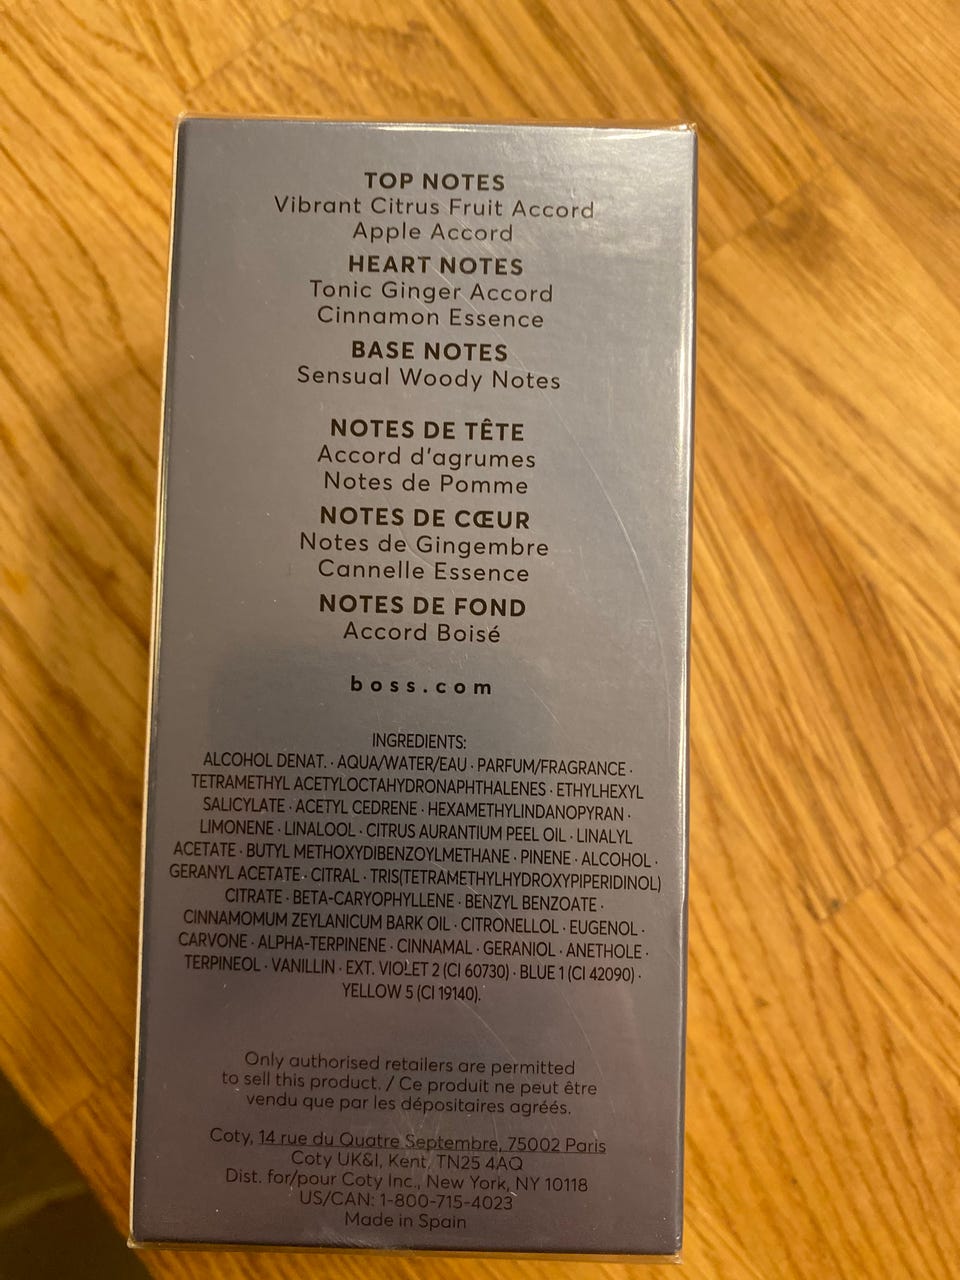 TOP NOTES
Vibrant Citrus Fruit Accord
Apple Accord
HEART NOTES
Tonic Ginger Accord
Cinnamon Essence
BASE NOTES
Sensual Woody Notes
NOTES DE TÊTE
Accord d'agrumes
Notes de Pomme
NOTES DE CŒUR
Notes de Gingembre
Cannelle Essence
NOTES DE FOND
Accord Boisé
boss.com
INGREDIENTS:
ALCOHOL DENAT. · AQUA/WATER/EAU · PARFUM/FRAGRANCE ·
TETRAMETHYL ACETYLOCTAHYDRONAPHTHALENES · ETHYLHEXYL
SALICYLATE · ACETYL CEDRENE · HEXAMETHYLINDANOPYRAN ·
LIMONENE · LINALOOL · CITRUS AURANTIUM PEEL OIL · LINALYL
ACETATE · BUTYL METHOXYDIBENZOYLMETHANE · PINENE · ALCOHOL ·
GERANYL ACETATE · CITRAL · TRIS(TETRAMETHYLHYDROXYPIPERIDINOL)
CITRATE · BETA-CARYOPHYLLENE · BENZYL BENZOATE ·
CINNAMOMUM ZEYLANICUM BARK OIL · CITRONELLOL · EUGENOL ·
CARVONE · ALPHA-TERPINENE · CINNAMAL · GERANIOL · ANETHOLE ·
TERPINEOL · VANILLIN · EXT. VIOLET 2 (CI 60730) · BLUE 1 (CI 42090) ·
YELLOW 5 (CI 19140).
Only authorised retailers are permitted
to sell this product. / Ce produit ne peut être
vendu que par les dépositaires agréés.
Coty, 14 rue du Quatre Septembre, 75002 Paris
Coty UK&I, Kent, TN25 4AQ
Dist. for/pour Coty Inc., New York, NY 10118
US/CAN: 1-800-715-4023
Made in Spain